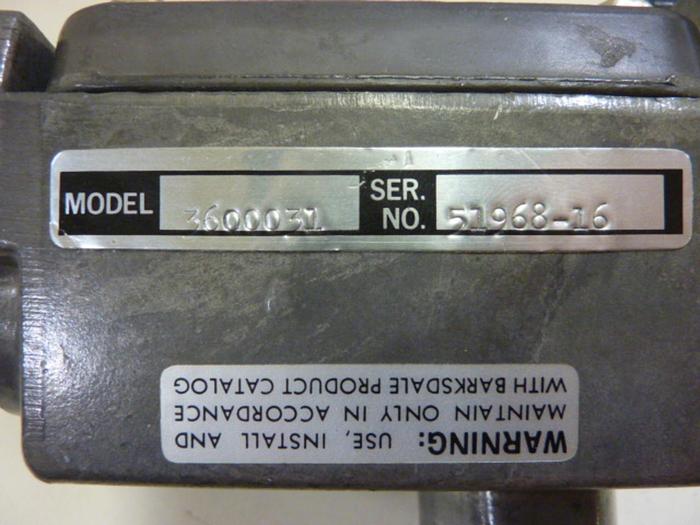 MODEL 3600031 SER. NO. 51968-16
WARNING: USE, INSTALL AND
MAINTAIN ONLY IN ACCORDANCE
WITH BARKSDALE PRODUCT CATALOG